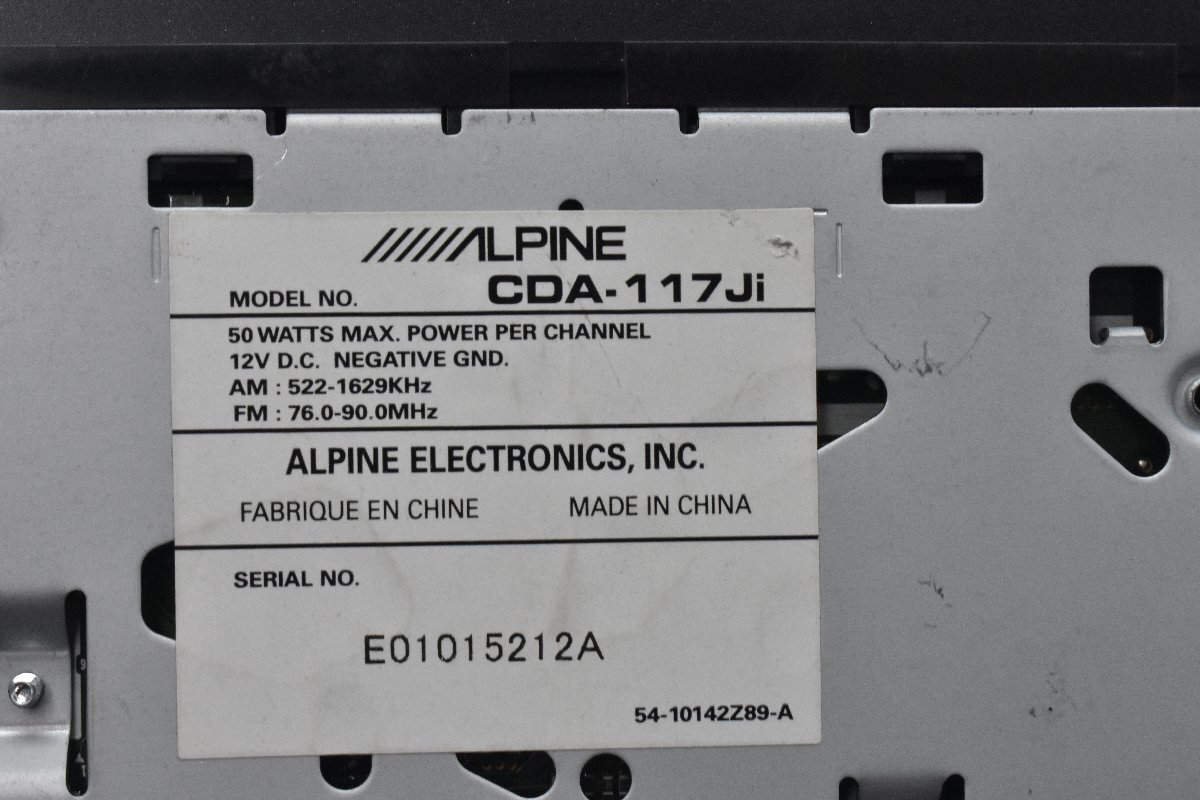 ALPINE
MODEL NO. CDA-117Ji
50 WATTS MAX. POWER PER CHANNEL
12V D.C. NEGATIVE GND.
AM : 522-1629KHz
FM : 76.0-90.0MHz
ALPINE ELECTRONICS, INC.
FABRIQUE EN CHINE MADE IN CHINA
SERIAL NO.
E01015212A
54-10142Z89-A